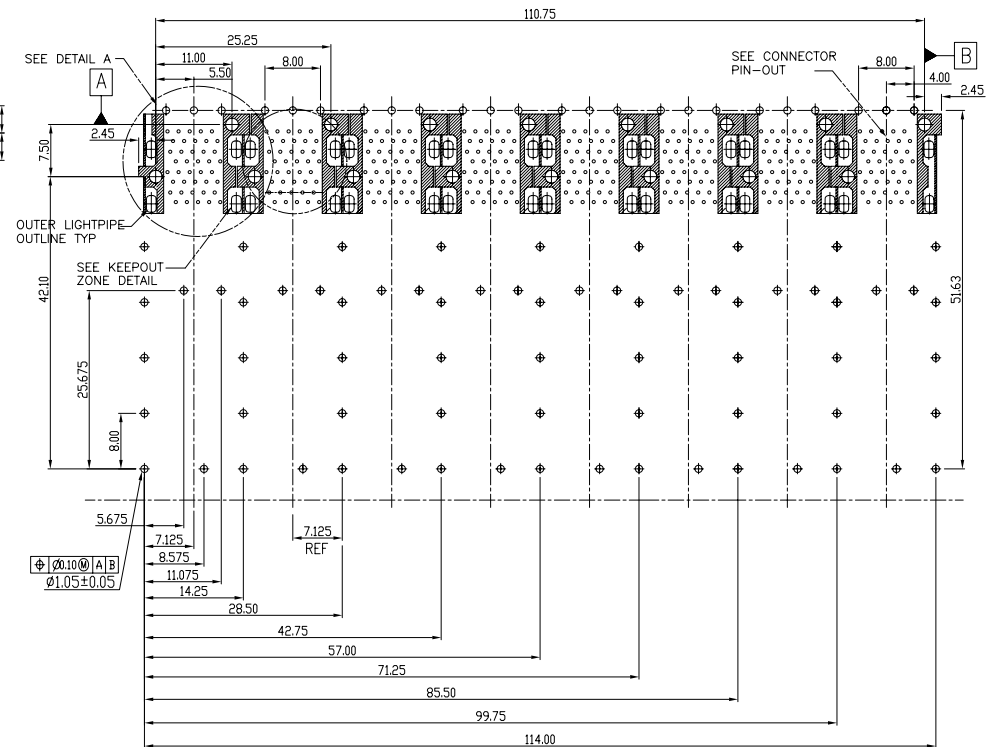 110.75
25.25
SEE DETAIL A
11.00
8.00
SEE CONNECTOR
PIN-OUT
8.00
B
A
5.50
4.00
2.45
2.45
7.50
OUTER LIGHTPIPE
OUTLINE TYP
SEE KEEPOUT
ZONE DETAIL
42.10
51.63
25.675
8.00
5.675
7.125
7.125
REF
8.575
⌖ Ø0.10Ⓜ A B
Ø1.05±0.05
11.075
14.25
28.50
42.75
57.00
71.25
85.50
99.75
114.00